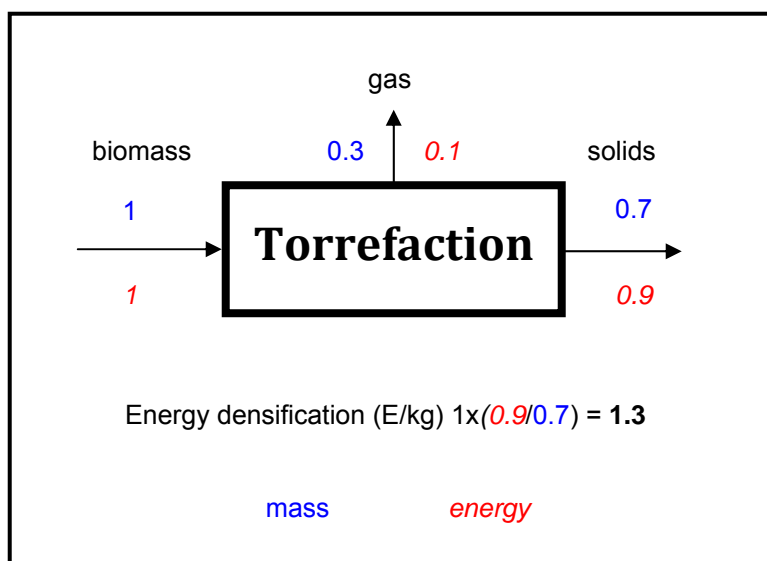 gas
biomass 0.3 0.1 solids
1 0.7
Torrefaction
1 0.9
Energy densification (E/kg) 1x(0.9/0.7) = 1.3
mass energy